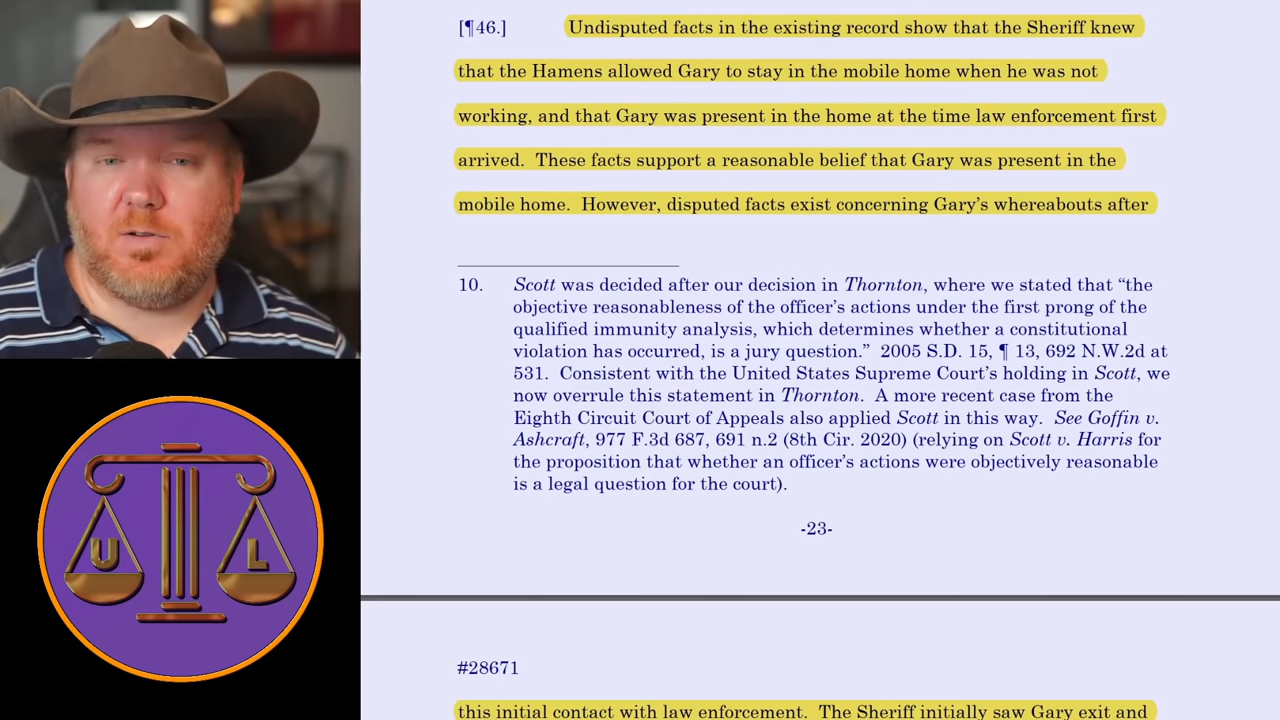 [¶46.] Undisputed facts in the existing record show that the Sheriff knew
that the Hamens allowed Gary to stay in the mobile home when he was not
working, and that Gary was present in the home at the time law enforcement first
arrived. These facts support a reasonable belief that Gary was present in the
mobile home. However, disputed facts exist concerning Gary’s whereabouts after
10. Scott was decided after our decision in Thornton, where we stated that “the
objective reasonableness of the officer’s actions under the first prong of the
qualified immunity analysis, which determines whether a constitutional
violation has occurred, is a jury question.” 2005 S.D. 15, ¶ 13, 692 N.W.2d at
531. Consistent with the United States Supreme Court’s holding in Scott, we
now overrule this statement in Thornton. A more recent case from the
Eighth Circuit Court of Appeals also applied Scott in this way. See Goffin v.
Ashcraft, 977 F.3d 687, 691 n.2 (8th Cir. 2020) (relying on Scott v. Harris for
the proposition that whether an officer’s actions were objectively reasonable
is a legal question for the court).
-23-
#28671
this initial contact with law enforcement. The Sheriff initially saw Gary exit and
U L